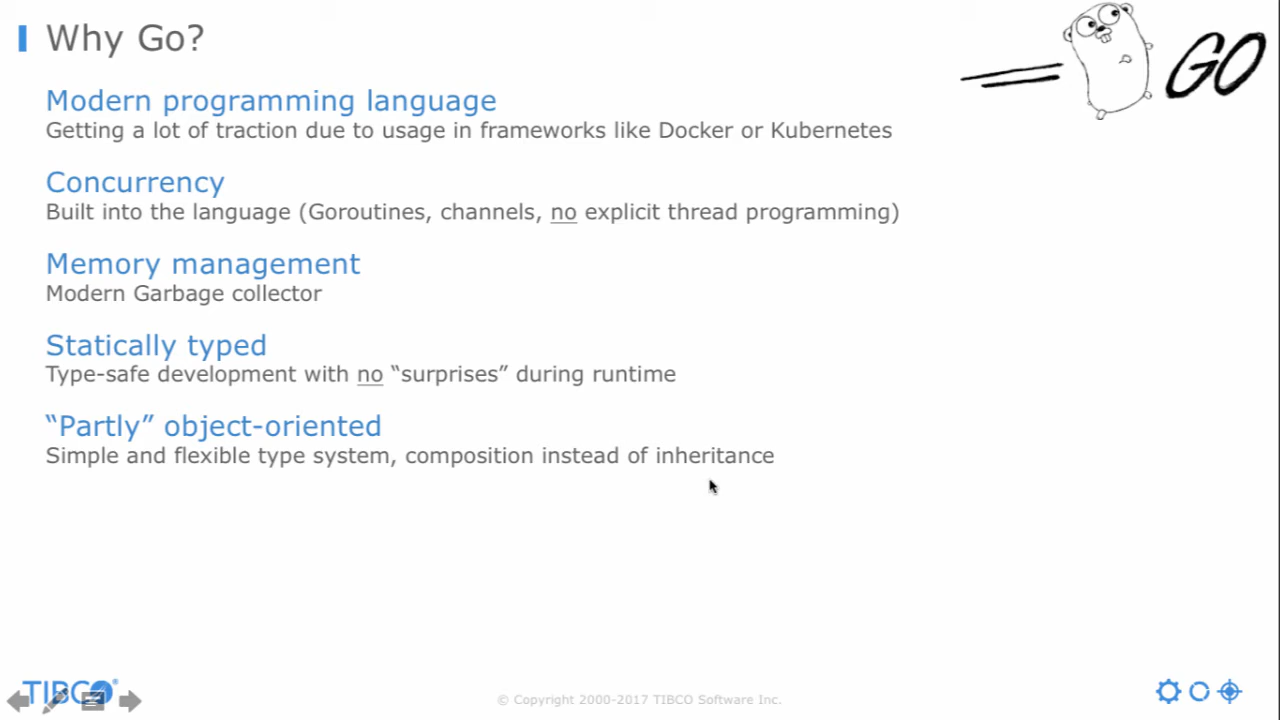 Why Go?
GO
Modern programming language
Getting a lot of traction due to usage in frameworks like Docker or Kubernetes
Concurrency
Built into the language (Goroutines, channels, no explicit thread programming)
Memory management
Modern Garbage collector
Statically typed
Type-safe development with no “surprises” during runtime
“Partly” object-oriented
Simple and flexible type system, composition instead of inheritance
TIBCO®
© Copyright 2000-2017 TIBCO Software Inc.